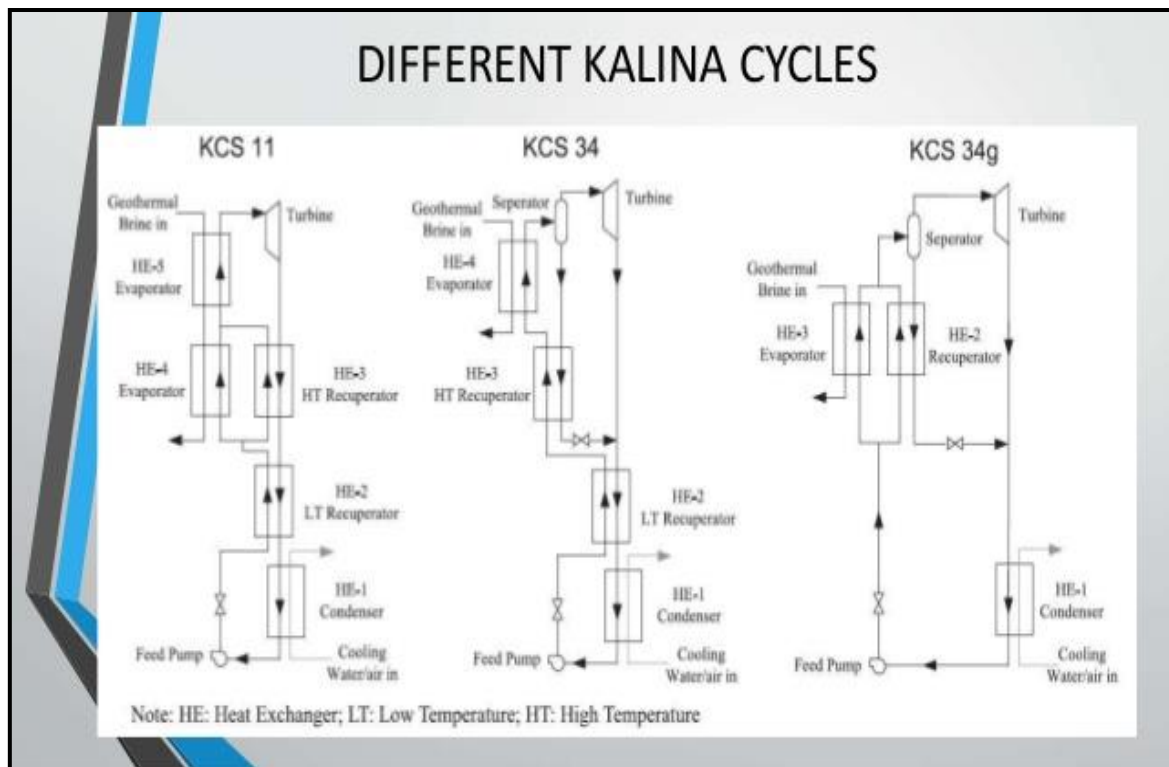 DIFFERENT KALINA CYCLES
KCS 11
Geothermal
Brine in
Turbine
HE-5
Evaporator
HE-4
Evaporator
HE-3
HT Recuperator
HE-2
LT Recuperator
HE-1
Condenser
Feed Pump
Cooling
Water/air in
KCS 34
Geothermal
Brine in
Seperator
Turbine
HE-4
Evaporator
HE-3
HT Recuperator
HE-2
LT Recuperator
HE-1
Condenser
Feed Pump
Cooling
Water/air in
KCS 34g
Turbine
Seperator
Geothermal
Brine in
HE-3
Evaporator
HE-2
Recuperator
HE-1
Condenser
Feed Pump
Cooling
Water/air in
Note: HE: Heat Exchanger; LT: Low Temperature; HT: High Temperature